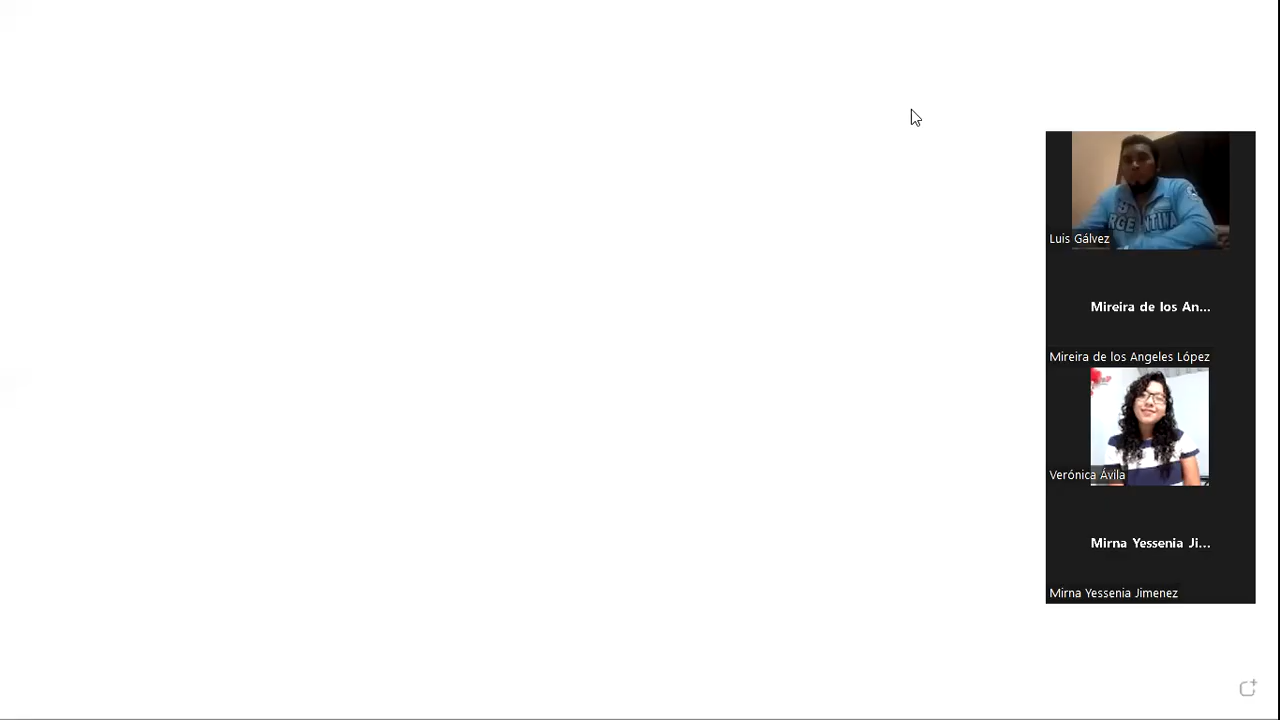 RGENTINA
Luis Gálvez
Mireira de los An...
Mireira de los Angeles López
Verónica Ávila
Mirna Yessenia Ji...
Mirna Yessenia Jimenez